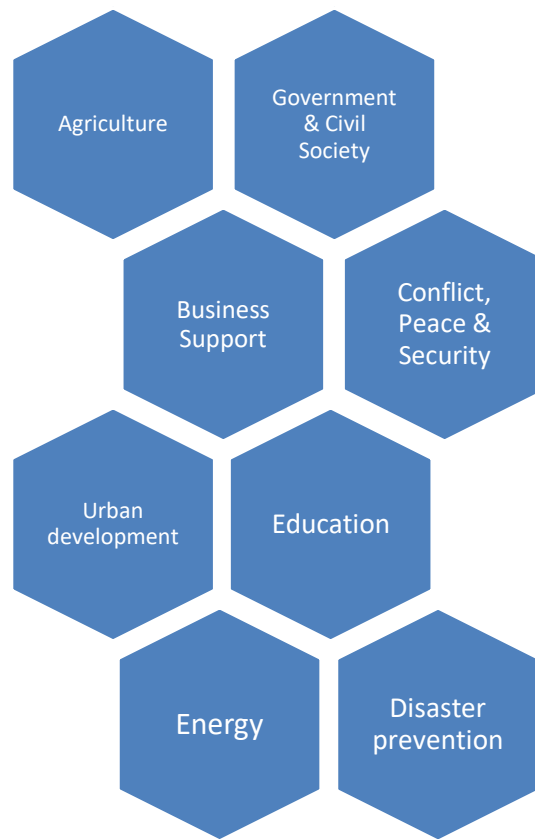 Agriculture
Government
& Civil
Society
Business
Support
Conflict,
Peace &
Security
Urban
development
Education
Energy
Disaster
prevention